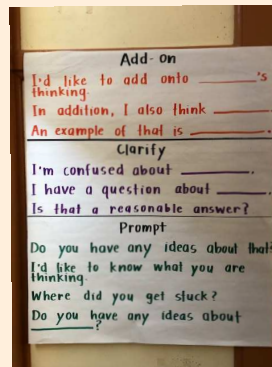 Add-on
I'd like to add onto ______'s
thinking.
In addition, I also think ______
An example of that is ______.
Clarify
I'm confused about ______.
I have a question about ______.
Is that a reasonable answer?
Prompt
Do you have any ideas about that?
I'd like to know what you are
thinking.
Where did you get stuck?
Do you have any ideas about
______?